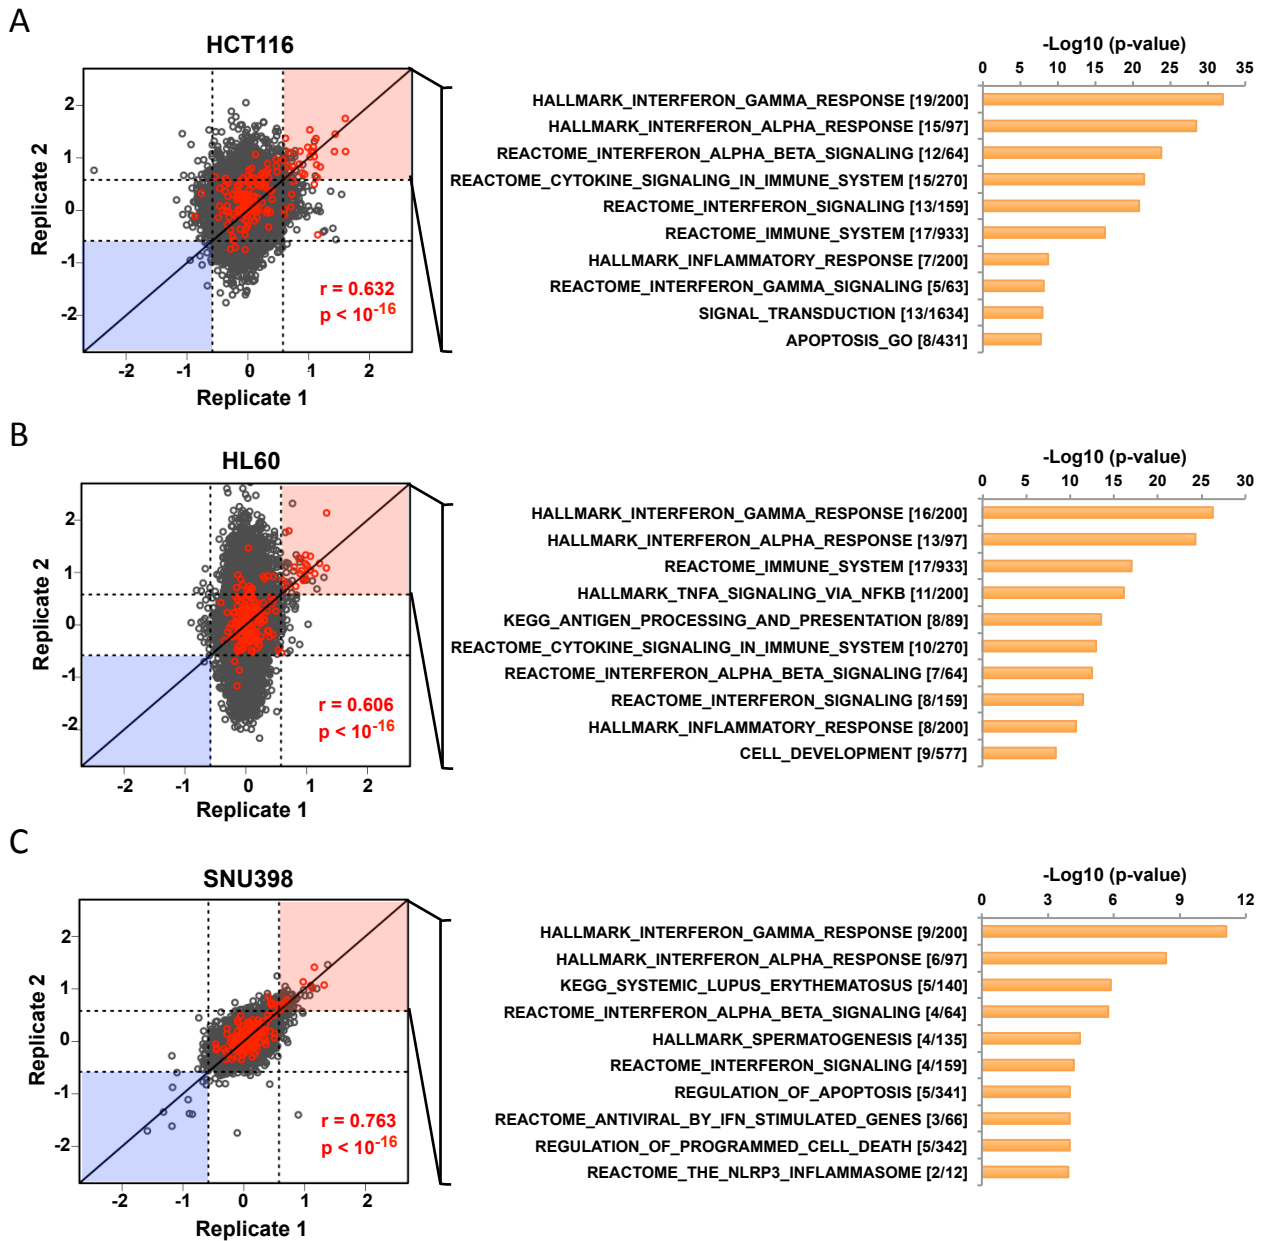 A
HCT116
2
1
0
-1
-2
Replicate 2
r = 0.632
p < 10^-16
-2 -1 0 1 2
Replicate 1
-Log10 (p-value)
0 5 10 15 20 25 30 35
HALLMARK_INTERFERON_GAMMA_RESPONSE [19/200]
HALLMARK_INTERFERON_ALPHA_RESPONSE [15/97]
REACTOME_INTERFERON_ALPHA_BETA_SIGNALING [12/64]
REACTOME_CYTOKINE_SIGNALING_IN_IMMUNE_SYSTEM [15/270]
REACTOME_INTERFERON_SIGNALING [13/159]
REACTOME_IMMUNE_SYSTEM [17/933]
HALLMARK_INFLAMMATORY_RESPONSE [7/200]
REACTOME_INTERFERON_GAMMA_SIGNALING [5/63]
SIGNAL_TRANSDUCTION [13/1634]
APOPTOSIS_GO [8/431]
B
HL60
2
1
0
-1
-2
Replicate 2
r = 0.606
p < 10^-16
-2 -1 0 1 2
Replicate 1
-Log10 (p-value)
0 5 10 15 20 25 30
HALLMARK_INTERFERON_GAMMA_RESPONSE [16/200]
HALLMARK_INTERFERON_ALPHA_RESPONSE [13/97]
REACTOME_IMMUNE_SYSTEM [17/933]
HALLMARK_TNFA_SIGNALING_VIA_NFKB [11/200]
KEGG_ANTIGEN_PROCESSING_AND_PRESENTATION [8/89]
REACTOME_CYTOKINE_SIGNALING_IN_IMMUNE_SYSTEM [10/270]
REACTOME_INTERFERON_ALPHA_BETA_SIGNALING [7/64]
REACTOME_INTERFERON_SIGNALING [8/159]
HALLMARK_INFLAMMATORY_RESPONSE [8/200]
CELL_DEVELOPMENT [9/577]
C
SNU398
2
1
0
-1
-2
Replicate 2
r = 0.763
p < 10^-16
-2 -1 0 1 2
Replicate 1
-Log10 (p-value)
0 3 6 9 12
HALLMARK_INTERFERON_GAMMA_RESPONSE [9/200]
HALLMARK_INTERFERON_ALPHA_RESPONSE [6/97]
KEGG_SYSTEMIC_LUPUS_ERYTHEMATOSUS [5/140]
REACTOME_INTERFERON_ALPHA_BETA_SIGNALING [4/64]
HALLMARK_SPERMATOGENESIS [4/135]
REACTOME_INTERFERON_SIGNALING [4/159]
REGULATION_OF_APOPTOSIS [5/341]
REACTOME_ANTIVIRAL_BY_IFN_STIMULATED_GENES [3/66]
REGULATION_OF_PROGRAMMED_CELL_DEATH [5/342]
REACTOME_THE_NLRP3_INFLAMMASOME [2/12]